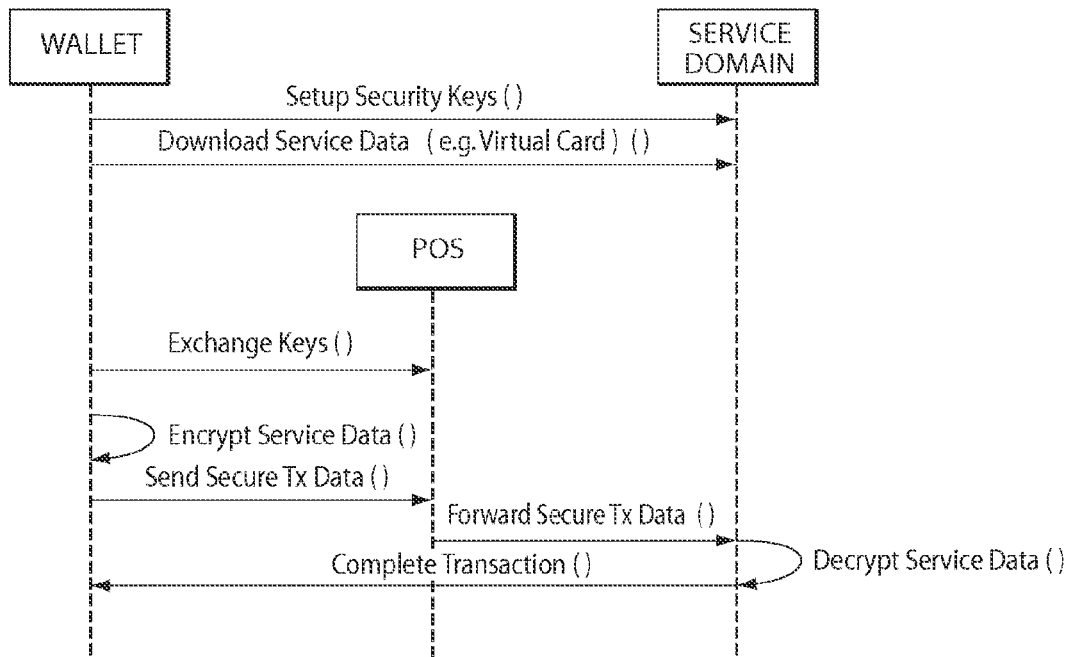 WALLET
SERVICE
DOMAIN
Setup Security Keys ( )
Download Service Data ( e.g. Virtual Card ) ( )
POS
Exchange Keys ( )
Encrypt Service Data ( )
Send Secure Tx Data ( )
Forward Secure Tx Data ( )
Decrypt Service Data ( )
Complete Transaction ( )